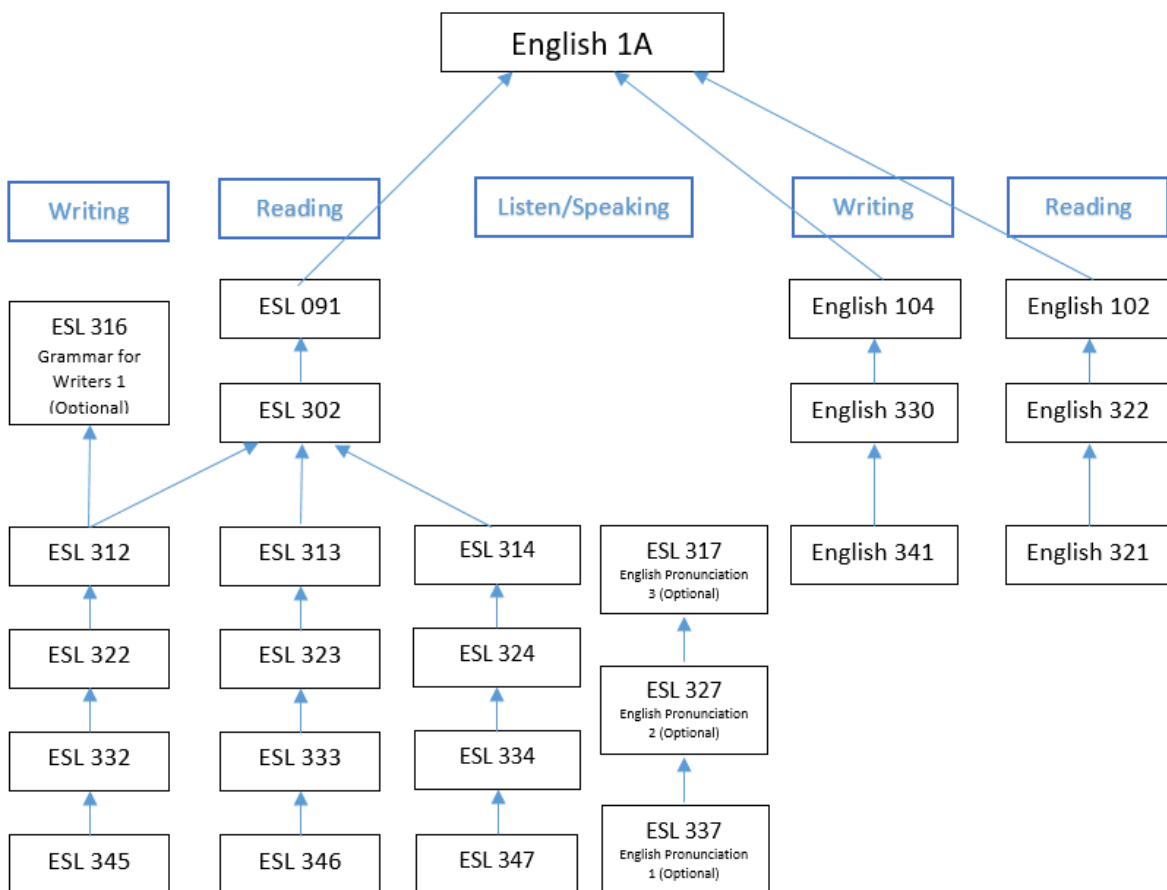 English 1A
Writing
Reading
Listen/Speaking
Writing
Reading
ESL 091
English 104
English 102
ESL 316
Grammar for
Writers 1
(Optional)
ESL 302
English 330
English 322
ESL 312
ESL 313
ESL 314
ESL 317
English Pronunciation
3 (Optional)
English 341
English 321
ESL 322
ESL 323
ESL 324
ESL 327
English Pronunciation
2 (Optional)
ESL 332
ESL 333
ESL 334
ESL 345
ESL 346
ESL 347
ESL 337
English Pronunciation
1 (Optional)